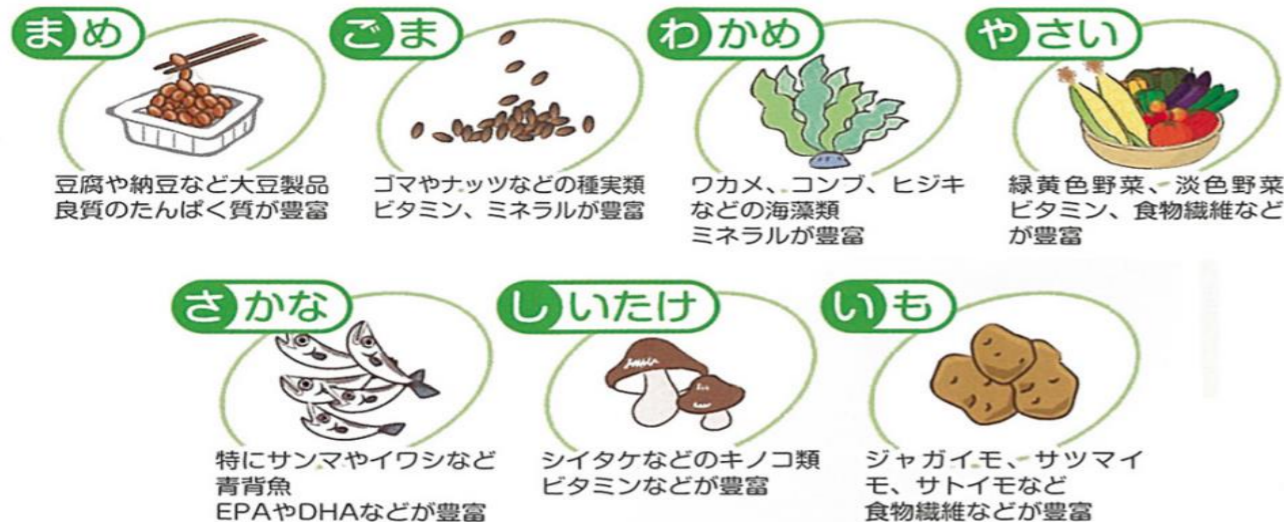 まめ
豆腐や納豆など大豆製品
良質のたんぱく質が豊富
ごま
ゴマやナッツなどの種実類
ビタミン、ミネラルが豊富
わかめ
ワカメ、コンブ、ヒジキ
などの海藻類
ミネラルが豊富
やさい
緑黄色野菜、淡色野菜
ビタミン、食物繊維など
が豊富
さかな
特にサンマやイワシなど
青背魚
EPAやDHAなどが豊富
しいたけ
シイタケなどのキノコ類
ビタミンなどが豊富
いも
ジャガイモ、サツマイ
モ、サトイモなど
食物繊維などが豊富